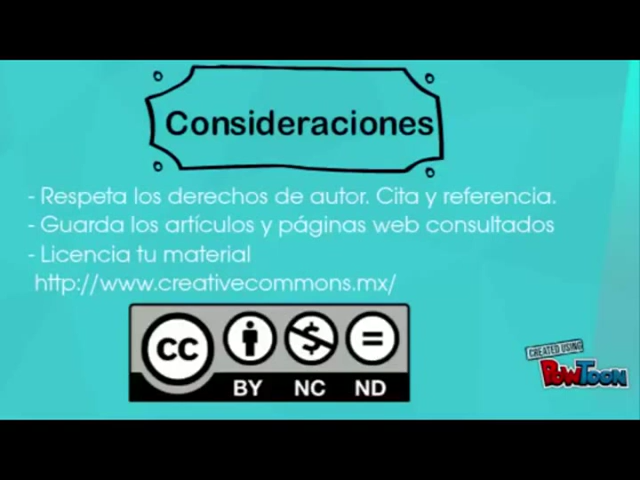 Consideraciones
- Respeta los derechos de autor. Cita y referencia.
- Guarda los artículos y páginas web consultados
- Licencia tu material
http://www.creativecommons.mx/
CC
BY NC ND
CREATED USING
POWTOON